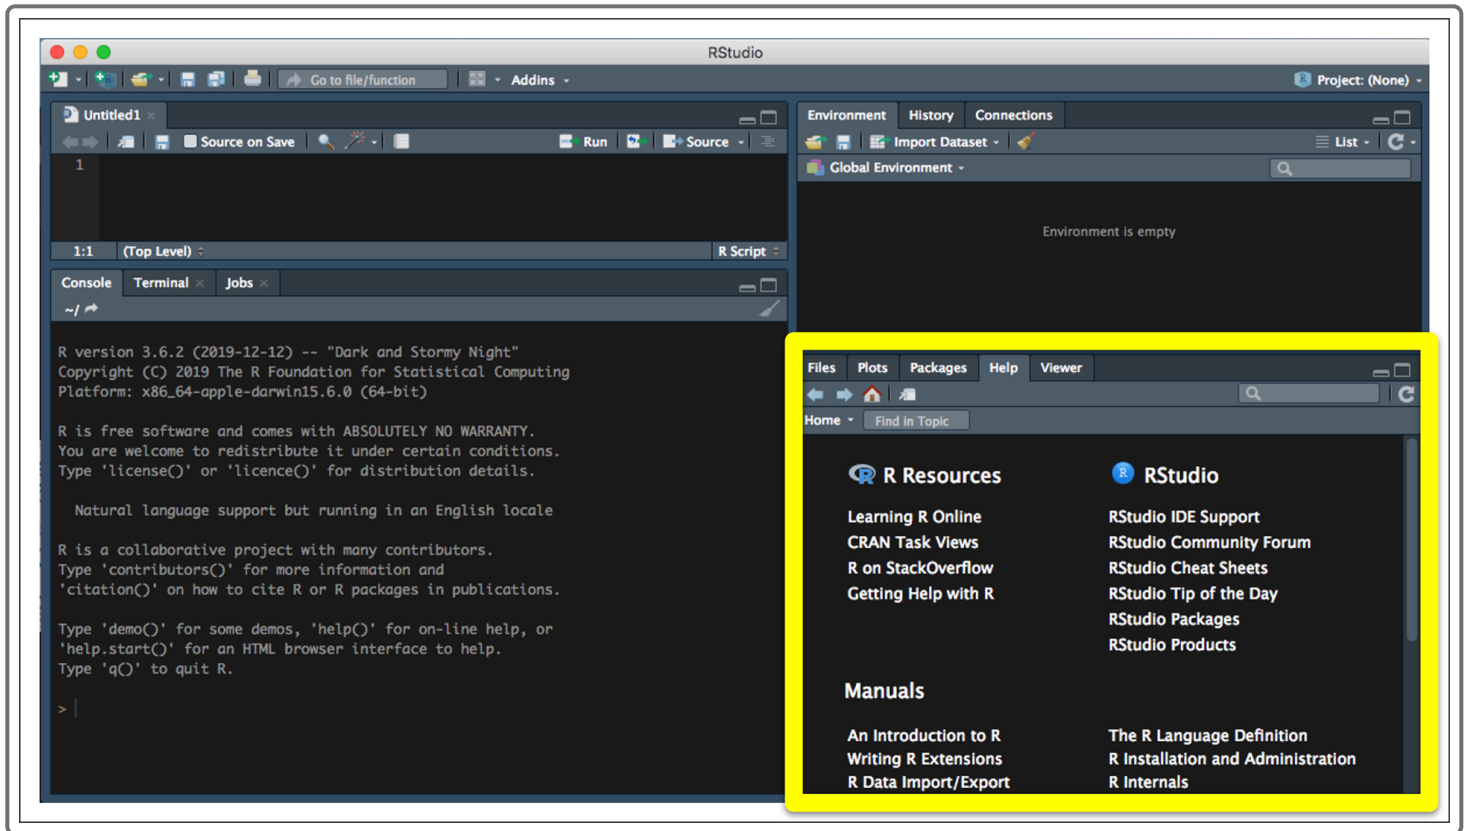 RStudio
Go to file/function
Addins
Project: (None)
Untitled1
Source on Save
Run
Source
1
1:1
(Top Level)
R Script
Console
Terminal
Jobs
~/
R version 3.6.2 (2019-12-12) -- "Dark and Stormy Night"
Copyright (C) 2019 The R Foundation for Statistical Computing
Platform: x86_64-apple-darwin15.6.0 (64-bit)
R is free software and comes with ABSOLUTELY NO WARRANTY.
You are welcome to redistribute it under certain conditions.
Type 'license()' or 'licence()' for distribution details.
Natural language support but running in an English locale
R is a collaborative project with many contributors.
Type 'contributors()' for more information and
'citation()' on how to cite R or R packages in publications.
Type 'demo()' for some demos, 'help()' for on-line help, or
'help.start()' for an HTML browser interface to help.
Type 'q()' to quit R.
>
Environment
History
Connections
Import Dataset
List
Global Environment
Environment is empty
Files
Plots
Packages
Help
Viewer
Home
Find in Topic
R Resources
Learning R Online
CRAN Task Views
R on StackOverflow
Getting Help with R
RStudio
RStudio IDE Support
RStudio Community Forum
RStudio Cheat Sheets
RStudio Tip of the Day
RStudio Packages
RStudio Products
Manuals
An Introduction to R
Writing R Extensions
R Data Import/Export
The R Language Definition
R Installation and Administration
R Internals